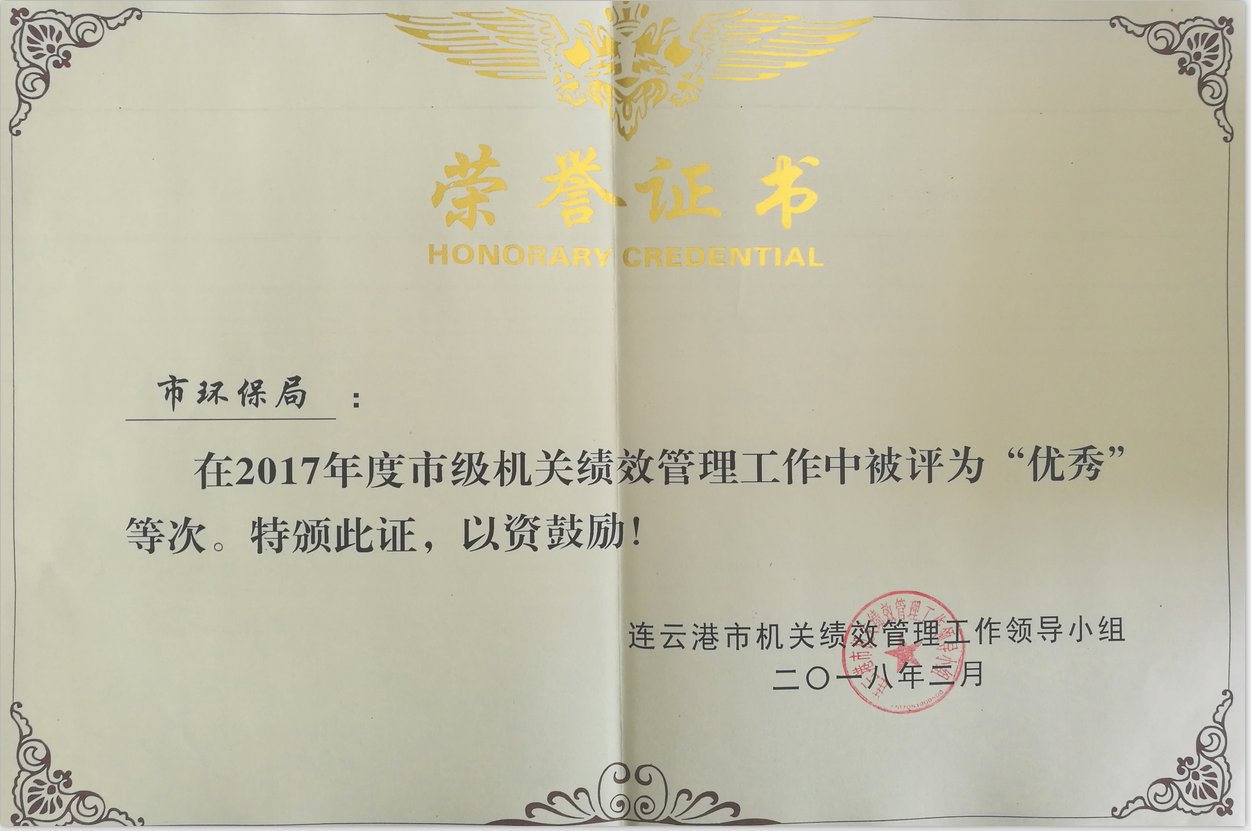 荣誉证书
HONORARY CREDENTIAL
市环保局：
在2017年度市级机关绩效管理工作中被评为“优秀”
等次。特颁此证，以资鼓励！
连云港市机关绩效管理工作领导小组
二〇一八年二月